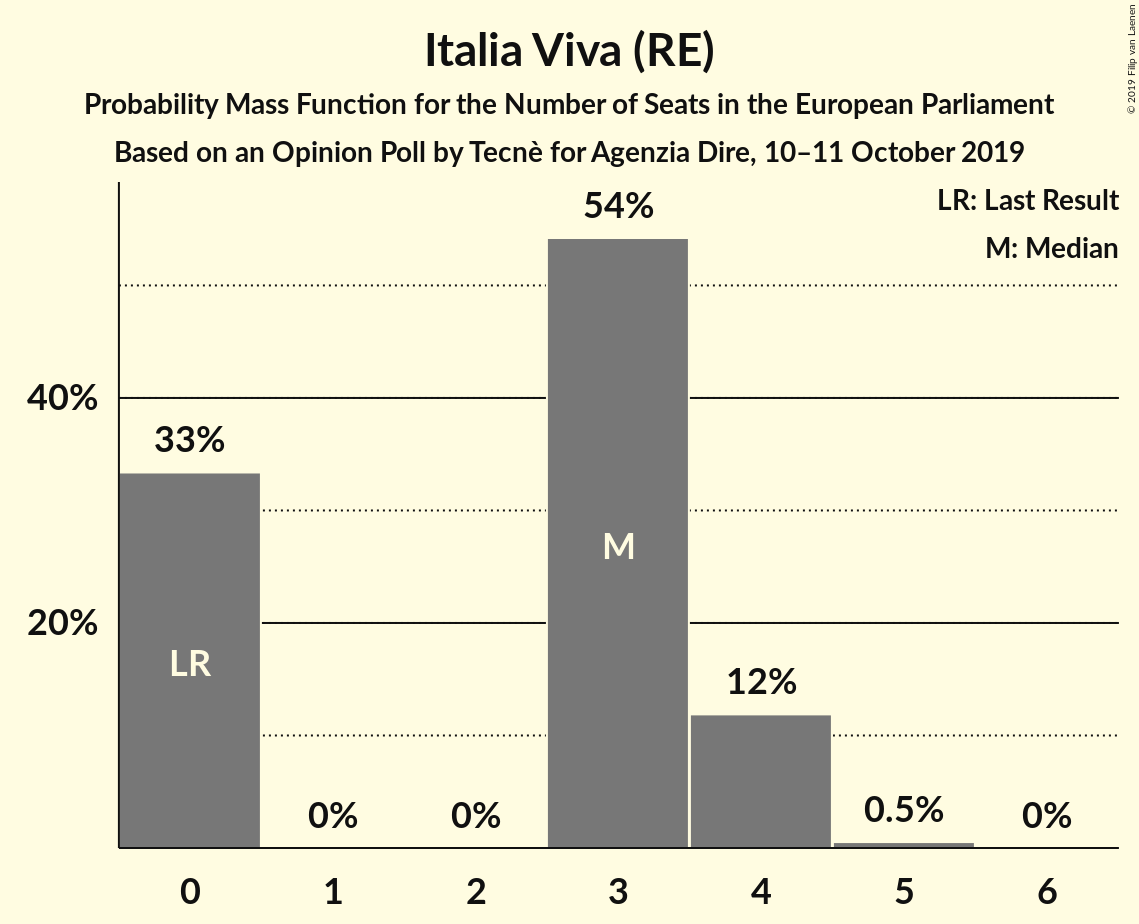 Italia Viva (RE)
Probability Mass Function for the Number of Seats in the European Parliament
Based on an Opinion Poll by Tecnè for Agenzia Dire, 10–11 October 2019
© 2019 Filip van Laenen
LR: Last Result
M: Median
54%
40%
33%
M
20%
LR
12%
0%
0%
0.5%
0%
0
1
2
3
4
5
6